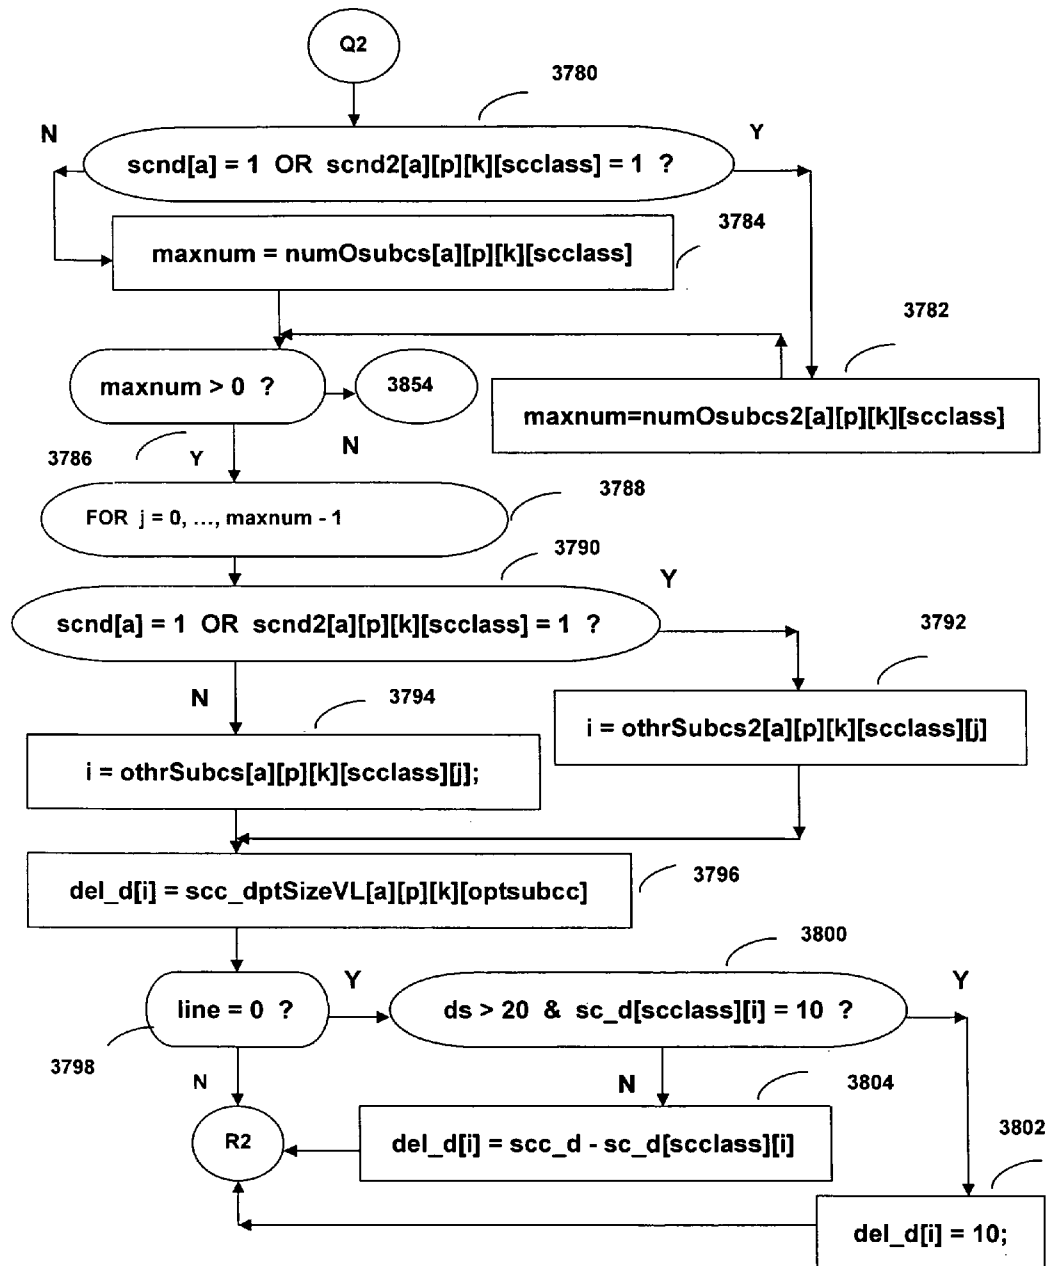 Q2
3780
N
Y
scnd[a] = 1 OR scnd2[a][p][k][scclass] = 1 ?
3784
maxnum = numOsubcs[a][p][k][scclass]
3782
maxnum > 0 ?
3854
maxnum=numOsubcs2[a][p][k][scclass]
N
3786
Y
3788
FOR j = 0, ..., maxnum - 1
3790
Y
scnd[a] = 1 OR scnd2[a][p][k][scclass] = 1 ?
3792
N
3794
i = othrSubcs2[a][p][k][scclass][j]
i = othrSubcs[a][p][k][scclass][j];
3796
del_d[i] = scc_dptSizeVL[a][p][k][optsubcc]
3800
Y
Y
line = 0 ?
ds > 20 & sc_d[scclass][i] = 10 ?
3798
N
N
3804
R2
del_d[i] = scc_d - sc_d[scclass][i]
3802
del_d[i] = 10;